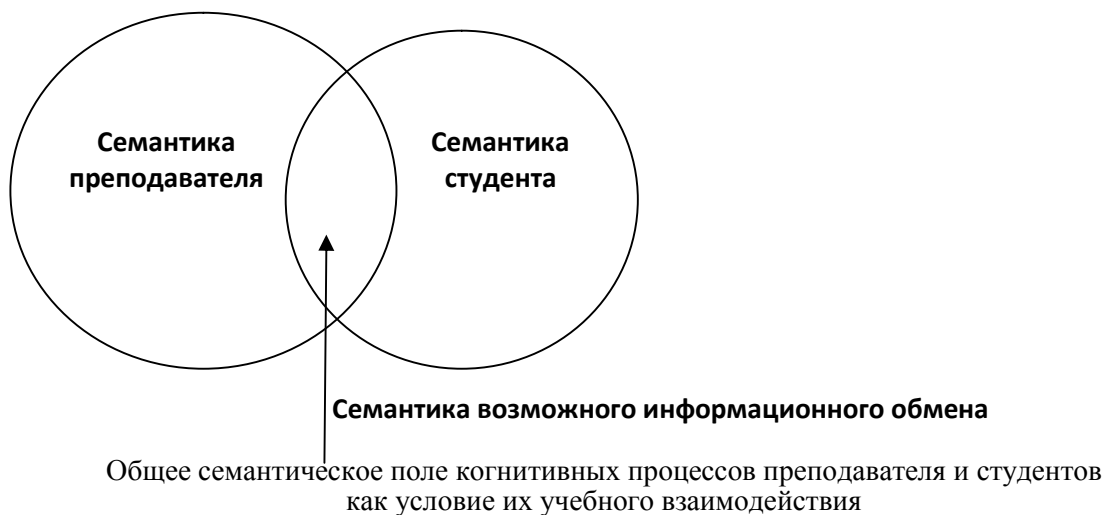 Семантика
преподавателя
Семантика
студента
Семантика возможного информационного обмена
Общее семантическое поле когнитивных процессов преподавателя и студентов
как условие их учебного взаимодействия